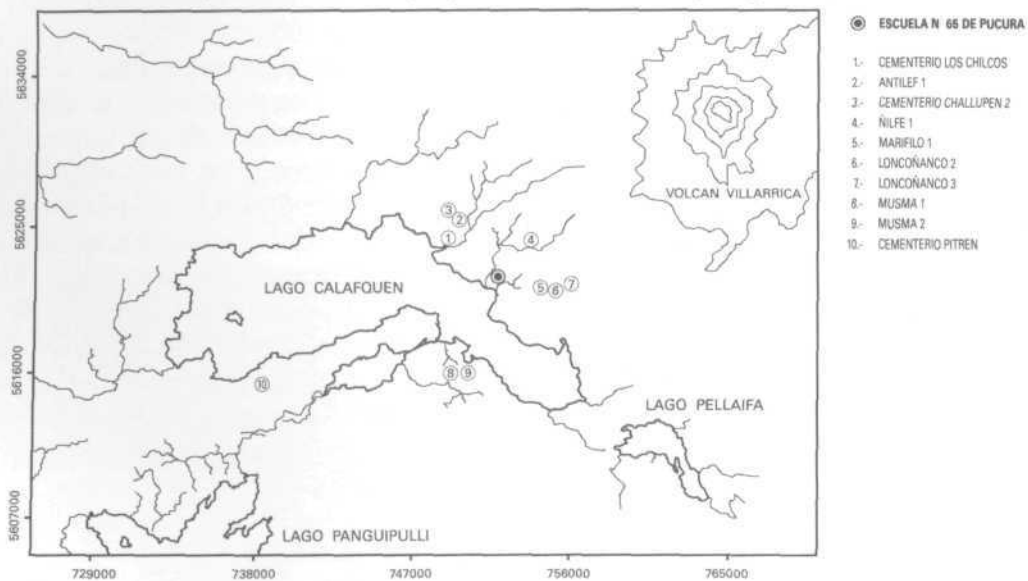 ESCUELA N 66 DE PUCURA
1.- CEMENTERIO LOS CHILCOS
2.- ANTILEF 1
3.- CEMENTERIO CHALLUPEN 2
4.- ÑILFE 1
5.- MARIFILO 1
6.- LONCOÑANCO 2
7.- LONCOÑANCO 3
8.- MUSMA 1
9.- MUSMA 2
10.- CEMENTERIO PITREN
5634000
5625000
5616000
5607000
VOLCAN VILLARRICA
3
2
1
4
5 6 7
LAGO CALAFQUEN
8 9
10
LAGO PELLAIFA
LAGO PANGUIPULLI
729000 738000 747000 756000 765000